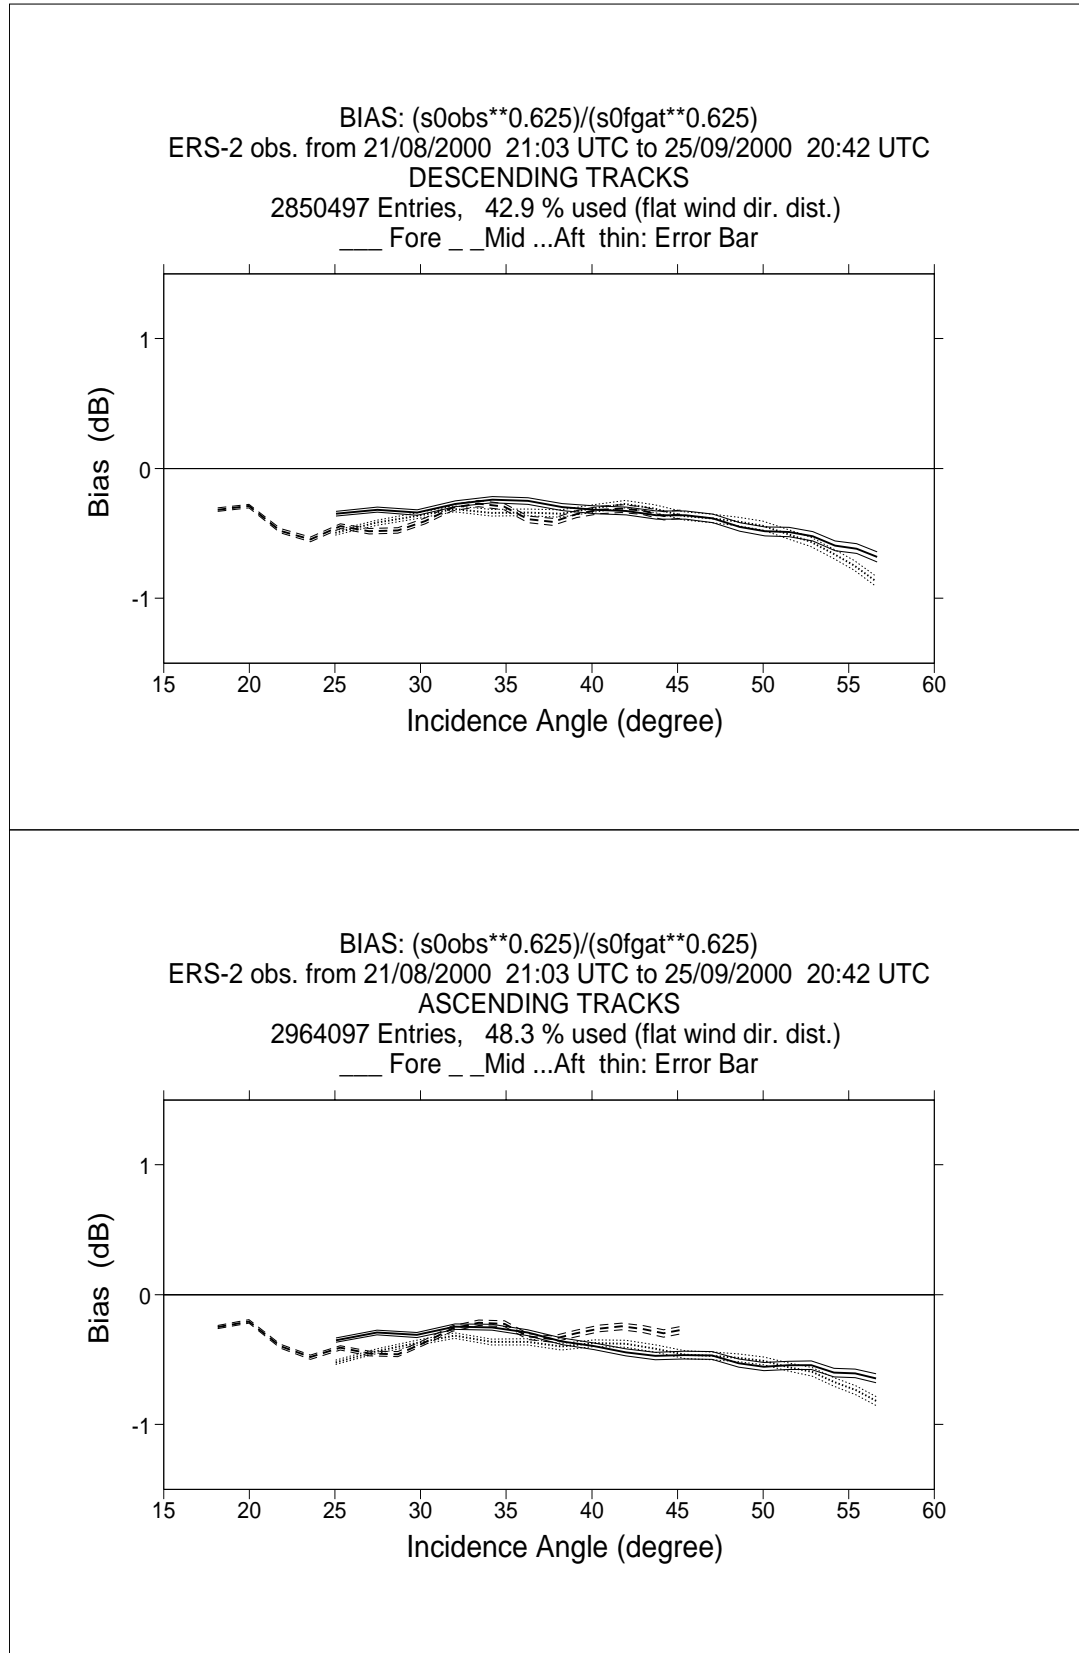 BIAS: (s0obs**0.625)/(s0fgat**0.625)
ERS-2 obs. from 21/08/2000  21:03 UTC to 25/09/2000  20:42 UTC
DESCENDING TRACKS
2850497 Entries,   42.9 % used (flat wind dir. dist.)
___ Fore _ _Mid ...Aft  thin: Error Bar
1
0
-1
Bias  (dB)
15 20 25 30 35 40 45 50 55 60
Incidence Angle (degree)
BIAS: (s0obs**0.625)/(s0fgat**0.625)
ERS-2 obs. from 21/08/2000  21:03 UTC to 25/09/2000  20:42 UTC
ASCENDING TRACKS
2964097 Entries,   48.3 % used (flat wind dir. dist.)
___ Fore _ _Mid ...Aft  thin: Error Bar
1
0
-1
Bias  (dB)
15 20 25 30 35 40 45 50 55 60
Incidence Angle (degree)